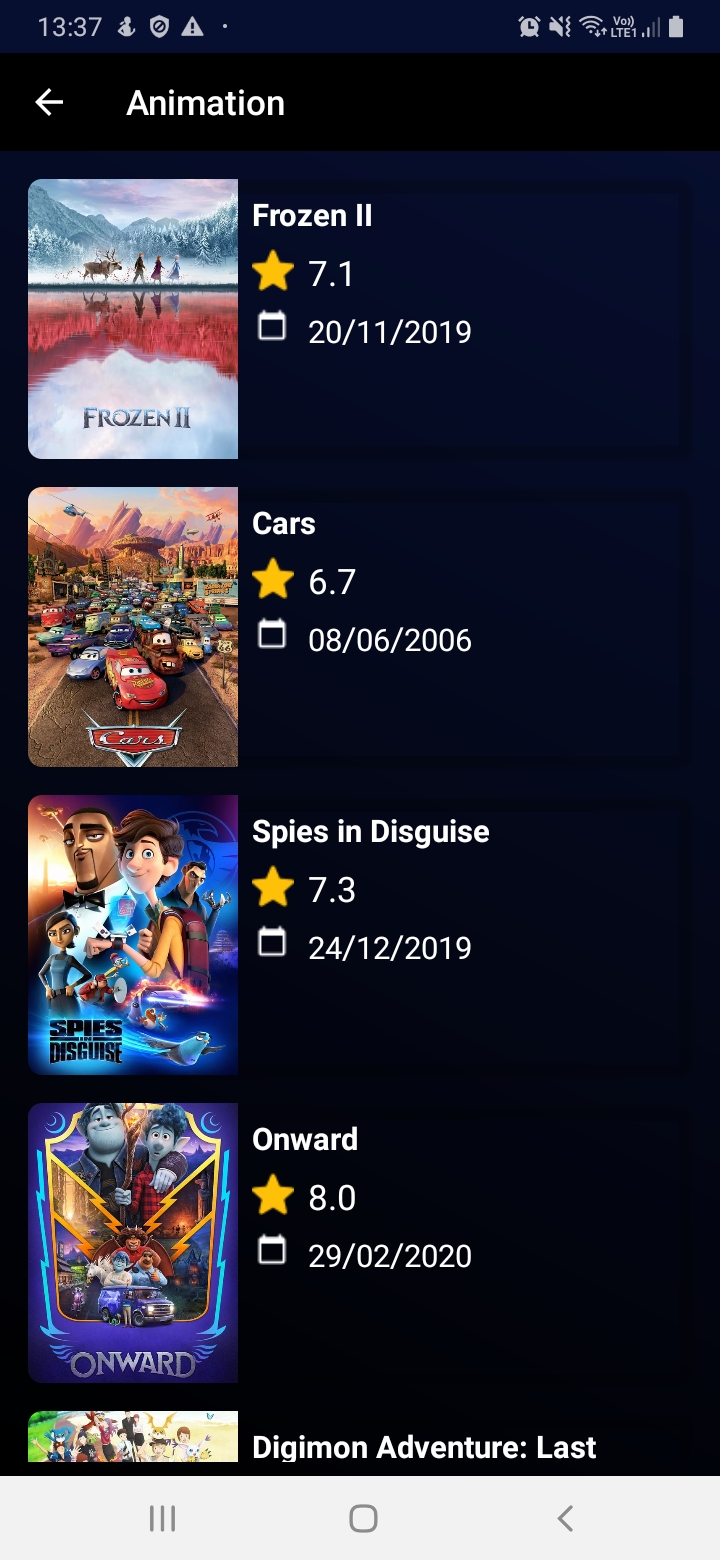 13:37
Vo))
LTE1
Animation
FROZEN II
Frozen II
7.1
20/11/2019
Cars
Cars
6.7
08/06/2006
SPIES
IN
DISGUISE
Spies in Disguise
7.3
24/12/2019
ONWARD
Onward
8.0
29/02/2020
Digimon Adventure: Last